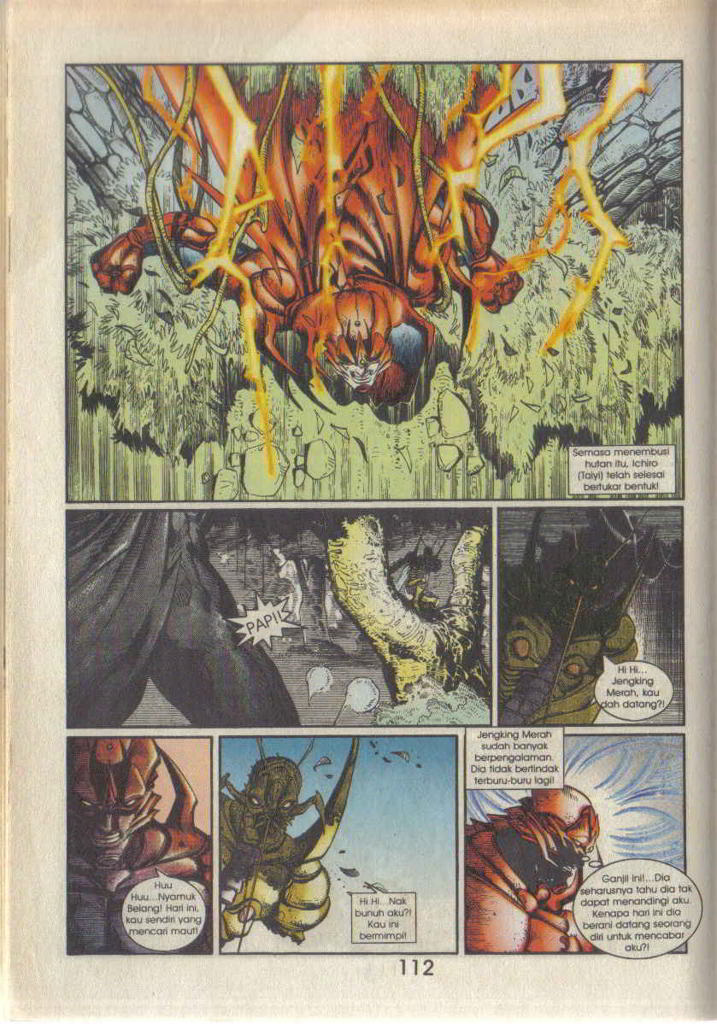 Semasa menembusi
hutan itu, Ichiro
(Taiyi) telah selesai
bertukar bentuk!
PAP!!
Hi Hi...
Jengking
Merah, kau
dah datang?!
Huu
Huu...Nyamuk
Belang! Hari ini,
kau sendiri yang
mencari maut!
Hi Hi...Nak
bunuh aku?!
Kau ini
bermimpi!
Jengking Merah
sudah banyak
berpengalaman.
Dia tidak bertindak
terburu-buru lagi!
Ganjil ini!...Dia
seharusnya tahu dia tak
dapat menandingi aku.
Kenapa hari ini dia
berani datang seorang
diri untuk mencabar
aku?!
112